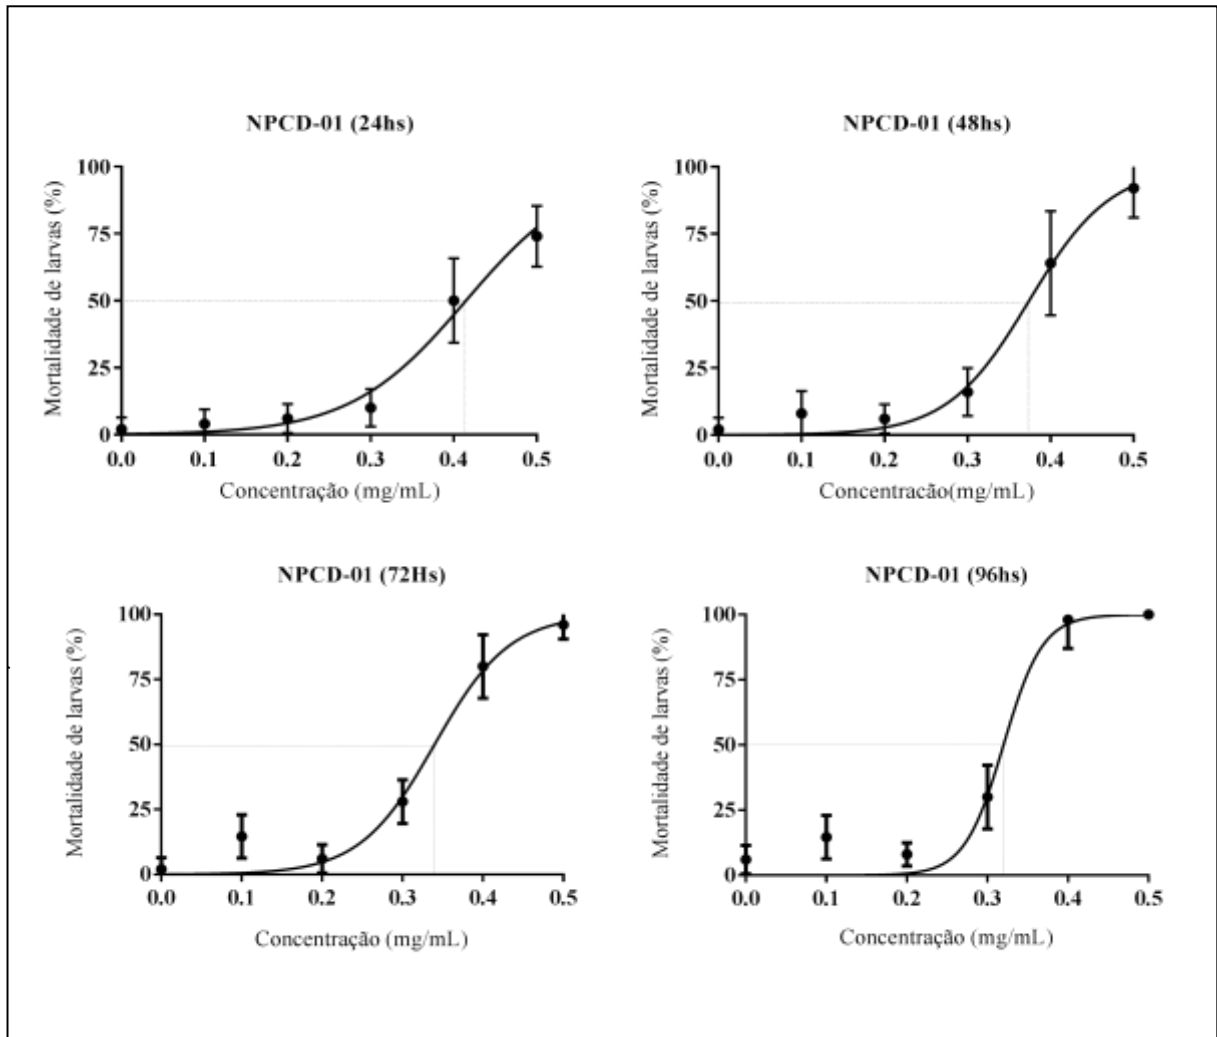 NPCD-01 (24hs)
Mortalidade de larvas (%)
100
75
50
25
0
0.0 0.1 0.2 0.3 0.4 0.5
Concentração (mg/mL)
NPCD-01 (48hs)
Mortalidade de larvas (%)
100
75
50
25
0
0.0 0.1 0.2 0.3 0.4 0.5
Concentracão(mg/mL)
NPCD-01 (72Hs)
Mortalidade de larvas (%)
100
75
50
25
0
0.0 0.1 0.2 0.3 0.4 0.5
Concentração (mg/mL)
NPCD-01 (96hs)
Mortalidade de larvas (%)
100
75
50
25
0
0.0 0.1 0.2 0.3 0.4 0.5
Concentração (mg/mL)